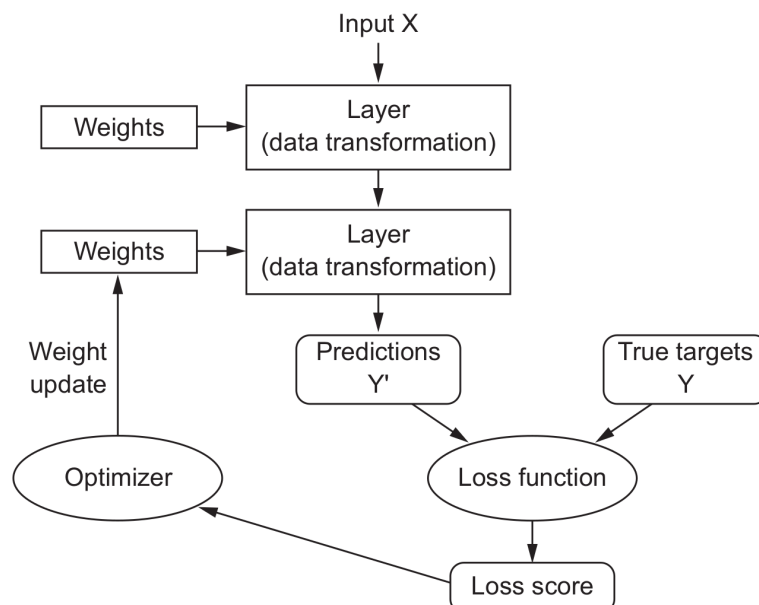 Input X
Layer
(data transformation)
Weights
Layer
(data transformation)
Weights
Weight
update
Predictions
Y'
True targets
Y
Optimizer
Loss function
Loss score